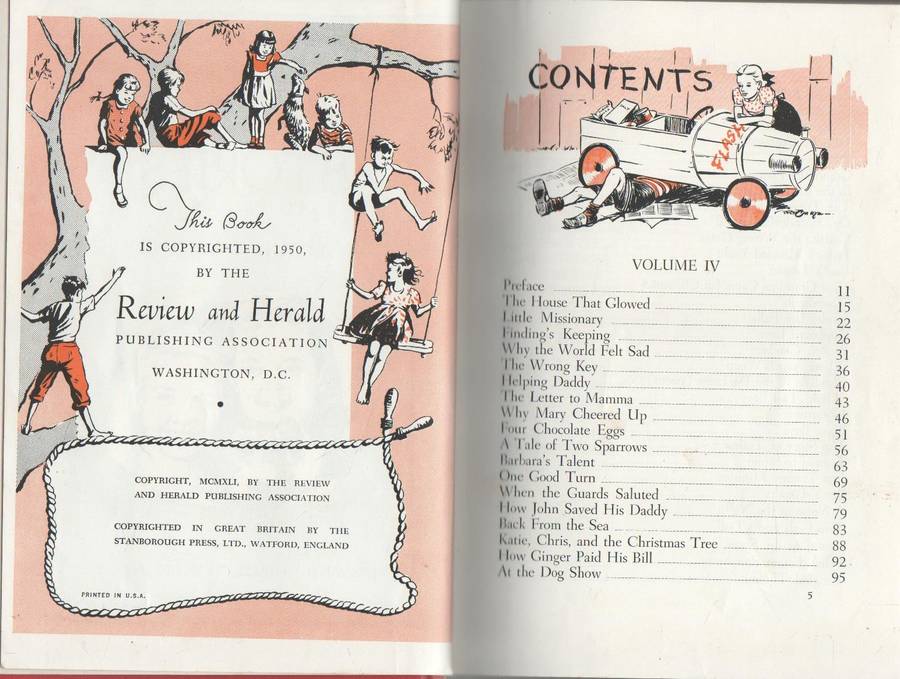 This Book
IS COPYRIGHTED, 1950,
BY THE
Review and Herald
PUBLISHING ASSOCIATION
WASHINGTON, D.C.
COPYRIGHT, MCMXLI, BY THE REVIEW
AND HERALD PUBLISHING ASSOCIATION
COPYRIGHTED IN GREAT BRITAIN BY THE
STANBOROUGH PRESS, LTD., WATFORD, ENGLAND
PRINTED IN U.S.A.
CONTENTS
FLASH
VOLUME IV
Preface 11
The House That Glowed 15
Little Missionary 22
Finding's Keeping 26
Why the World Felt Sad 31
The Wrong Key 36
Helping Daddy 40
The Letter to Mamma 43
Why Mary Cheered Up 46
Four Chocolate Eggs 51
A Tale of Two Sparrows 56
Barbara's Talent 63
One Good Turn 69
When the Guards Saluted 75
How John Saved His Daddy 79
Back From the Sea 83
Katie, Chris, and the Christmas Tree 88
How Ginger Paid His Bill 92
At the Dog Show 95
5